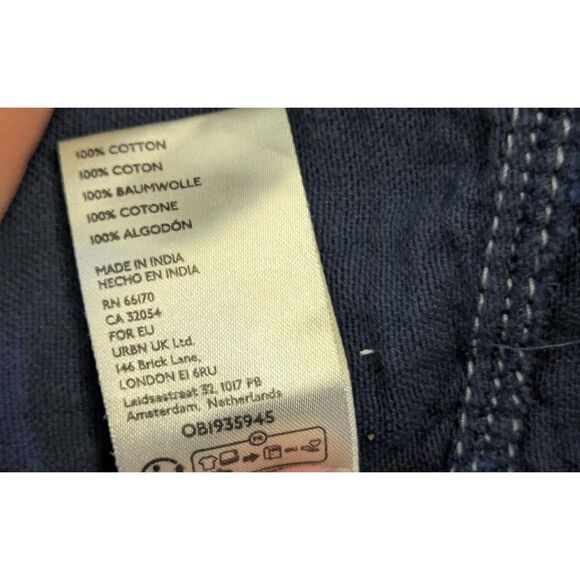 100% COTTON
100% COTON
100% BAUMWOLLE
100% COTONE
100% ALGODÓN
MADE IN INDIA
HECHO EN INDIA
RN 66170
CA 32054
FOR EU
URBN UK Ltd.
146 Brick Lane,
LONDON E1 6RU
Leidsestraat 32, 1017 PB
Amsterdam, Netherlands
OB1935945
FR